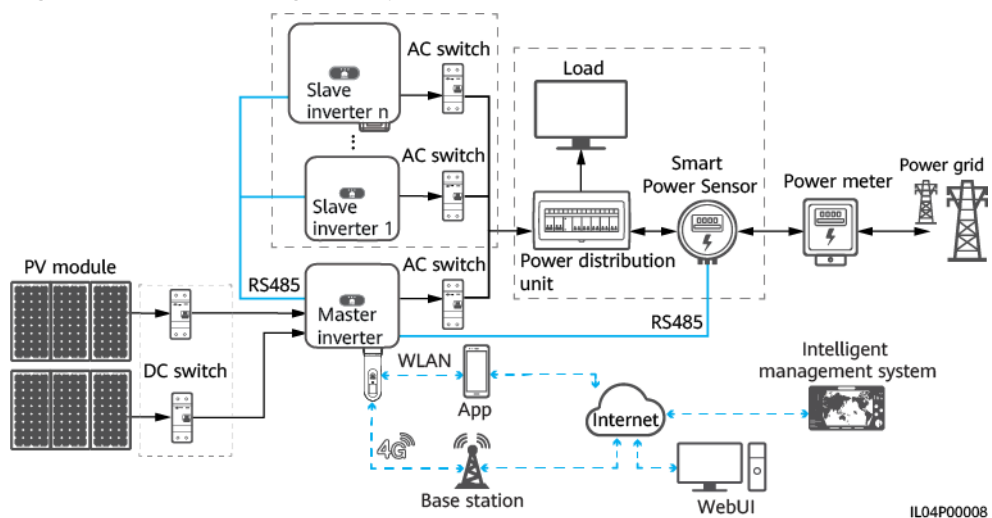 AC switch
Slave
inverter n
Load
AC switch
Slave
inverter 1
Smart
Power Sensor
Power meter
Power grid
Power distribution
unit
PV module
RS485
AC switch
Master
inverter
RS485
DC switch
WLAN
App
Internet
Intelligent
management system
4G
Base station
WebUI
IL04P00008